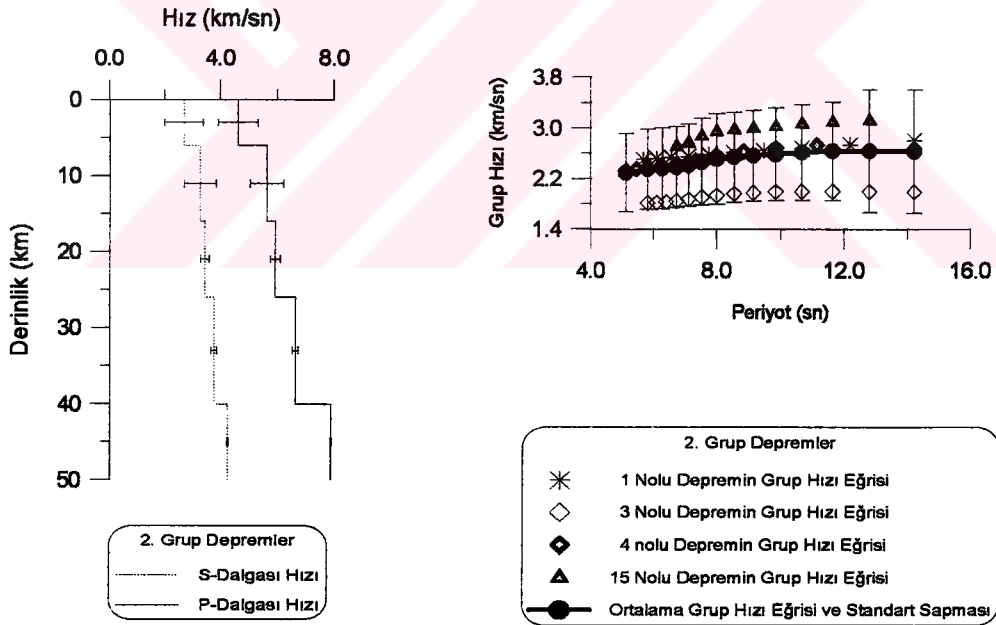 Hız (km/sn)
0.0 4.0 8.0
0
10
20
30
40
50
Derinlik (km)
2. Grup Depremler
S-Dalgası Hızı
P-Dalgası Hızı
3.8
3.0
2.2
1.4
Grup Hızı (km/sn)
4.0 8.0 12.0 16.0
Periyot (sn)
2. Grup Depremler
1 Nolu Depremin Grup Hızı Eğrisi
3 Nolu Depremin Grup Hızı Eğrisi
4 nolu Depremin Grup Hızı Eğrisi
15 Nolu Depremin Grup Hızı Eğrisi
Ortalama Grup Hızı Eğrisi ve Standart Sapması